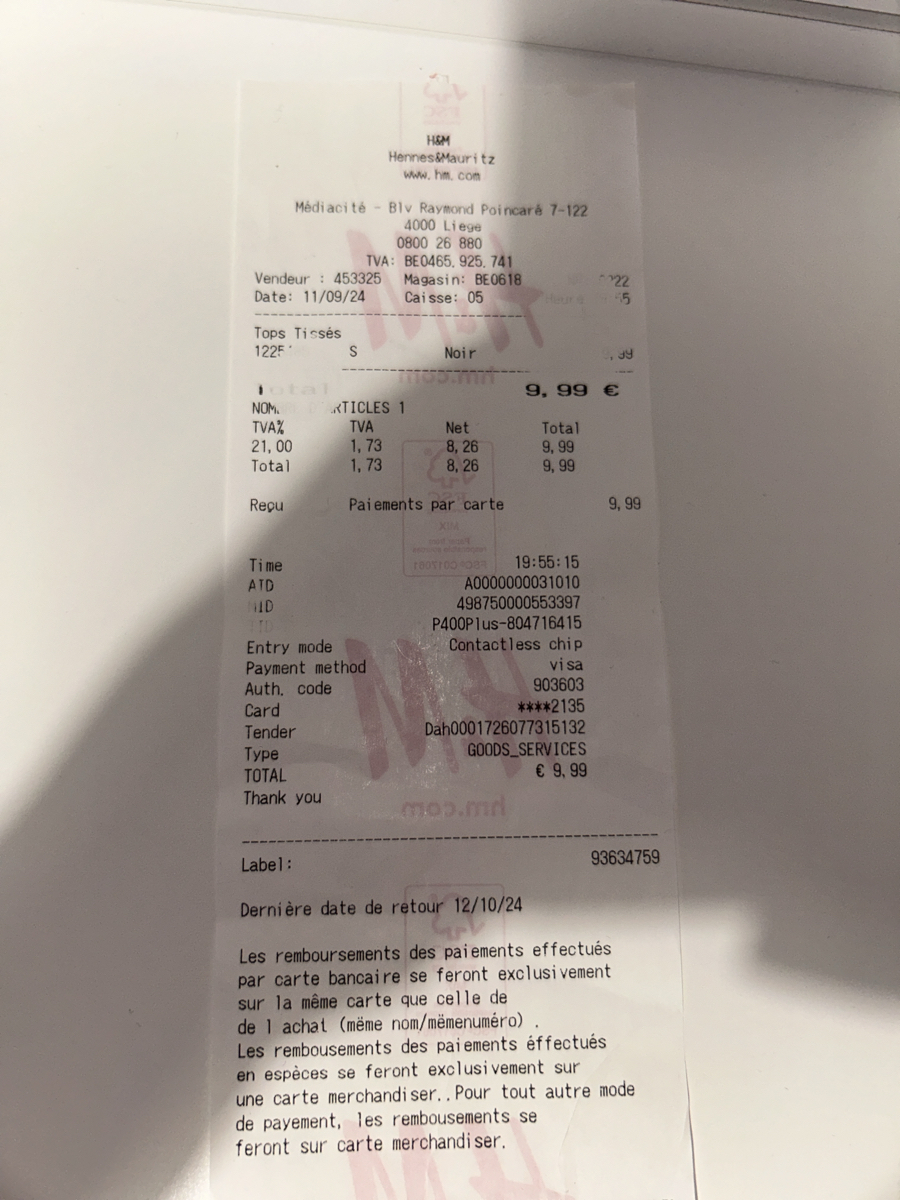 H&M
Hennes&Mauritz
www.hm.com
Médiacité - Blv Raymond Poincaré 7-122
4000 Liege
0800 26 880
TVA: BE0465.925.741
Vendeur : 453325 Magasin: BE0618
Date: 11/09/24 Caisse: 05
Tops Tissés
S Noir
Total 9,99 €
ARTICLES 1
TVA% TVA Net Total
21,00 1,73 8,26 9,99
Total 1,73 8,26 9,99
Reçu Paiements par carte 9,99
Time 19:55:15
AID A0000000031010
498750000553397
P400Plus-804716415
Entry mode Contactless chip
Payment method visa
Auth. code 903603
Card ****2135
Tender Dah0001726077315132
Type GOODS_SERVICES
TOTAL € 9,99
Thank you
Label: 93634759
Dernière date de retour 12/10/24
Les remboursements des paiements effectués
par carte bancaire se feront exclusivement
sur la même carte que celle de
de l achat (mëme nom/mëmenuméro) .
Les rembousements des paiements éffectués
en espèces se feront exclusivement sur
une carte merchandiser..Pour tout autre mode
de payement, les rembousements se
feront sur carte merchandiser.